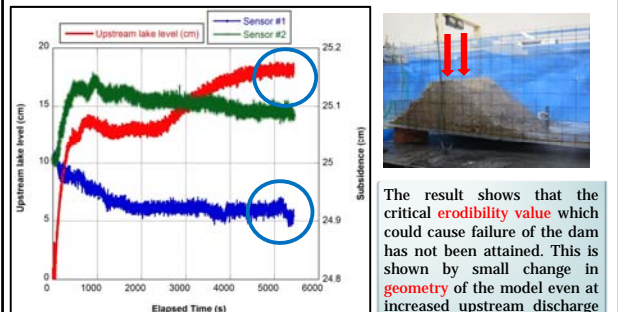 Upstream lake level (cm)
Sensor #1
Sensor #2
20
15
10
5
0
Upstream lake level (cm)
25.2
25.1
25
24.9
24.8
Subsidence (cm)
0
1000
2000
3000
4000
5000
6000
Elapsed Time (s)
The result shows that the
critical erodibility value which
could cause failure of the dam
has not been attained. This is
shown by small change in
geometry of the model even at
increased upstream discharge